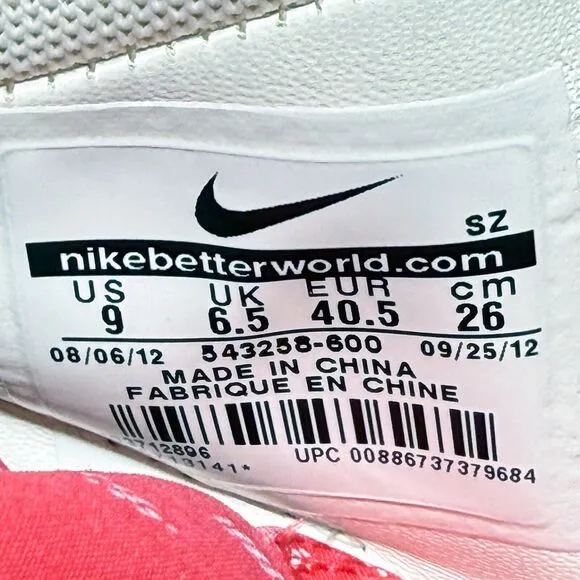 SZ
nikebetterworld.com
US UK EUR cm
9 6.5 40.5 26
08/06/12 543258-600 09/25/12
MADE IN CHINA
FABRIQUE EN CHINE
UPC 00886737379684